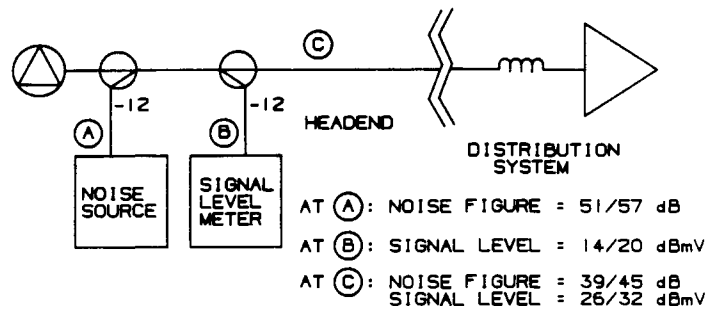 C
-12
-12
A
B
HEADEND
DISTRIBUTION
SYSTEM
NOISE
SOURCE
SIGNAL
LEVEL
METER
AT A: NOISE FIGURE = 51/57 dB
AT B: SIGNAL LEVEL = 14/20 dBmV
AT C: NOISE FIGURE = 39/45 dB
SIGNAL LEVEL = 26/32 dBmV